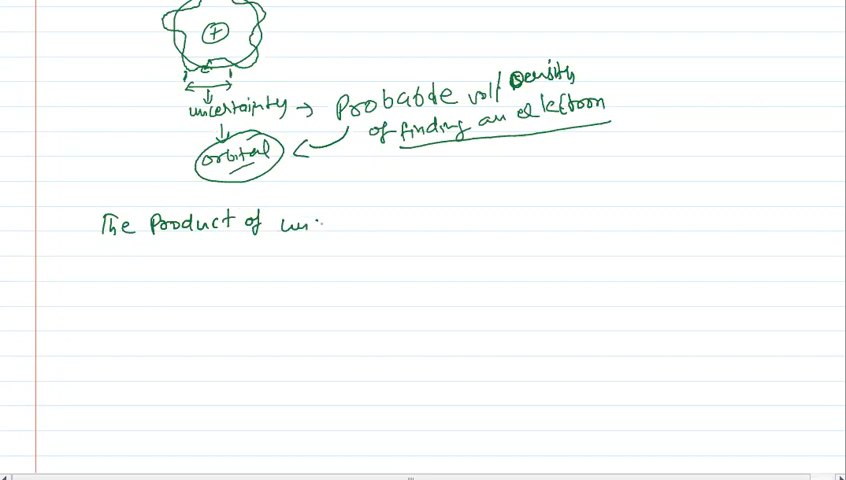 +
e-
uncertainty → Probable vol/ Density
of finding an electron
orbital
The Product of un